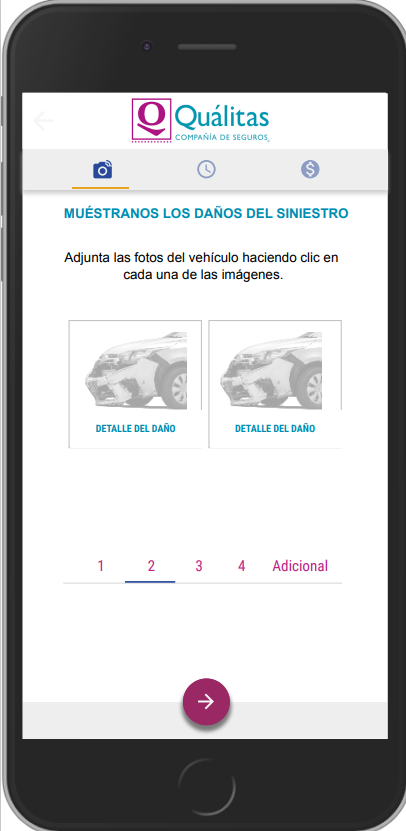 Q Quálitas
COMPAÑÍA DE SEGUROS®
$
MUÉSTRANOS LOS DAÑOS DEL SINIESTRO
Adjunta las fotos del vehículo haciendo clic en
cada una de las imágenes.
DETALLE DEL DAÑO DETALLE DEL DAÑO
1 2 3 4 Adicional